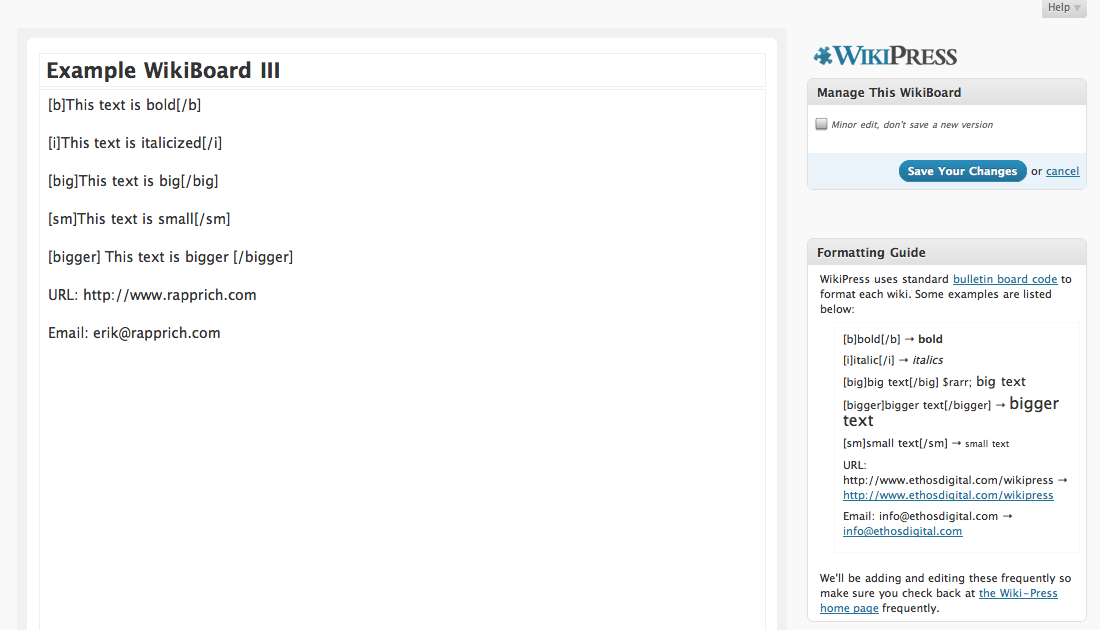 Help
Example WikiBoard III
[b]This text is bold[/b]
[i]This text is italicized[/i]
[big]This text is big[/big]
[sm]This text is small[/sm]
[bigger] This text is bigger [/bigger]
URL: http://www.rapprich.com
Email: erik@rapprich.com
WIKIPRESS
Manage This WikiBoard
Minor edit, don't save a new version
Save Your Changes or cancel
Formatting Guide
WikiPress uses standard bulletin board code to
format each wiki. Some examples are listed
below:
[b]bold[/b] → bold
[i]italic[/i] → italics
[big]big text[/big] $rarr; big text
[bigger]bigger text[/bigger] → bigger
text
[sm]small text[/sm] → small text
URL:
http://www.ethosdigital.com/wikipress →
http://www.ethosdigital.com/wikipress
Email: info@ethosdigital.com →
info@ethosdigital.com
We'll be adding and editing these frequently so
make sure you check back at the Wiki-Press
home page frequently.